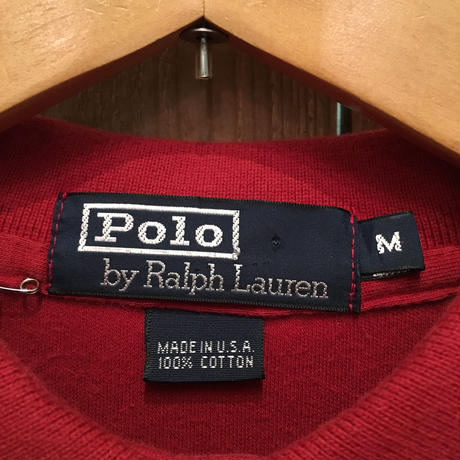 Polo
by Ralph Lauren
M
MADE IN U.S.A.
100% COTTON